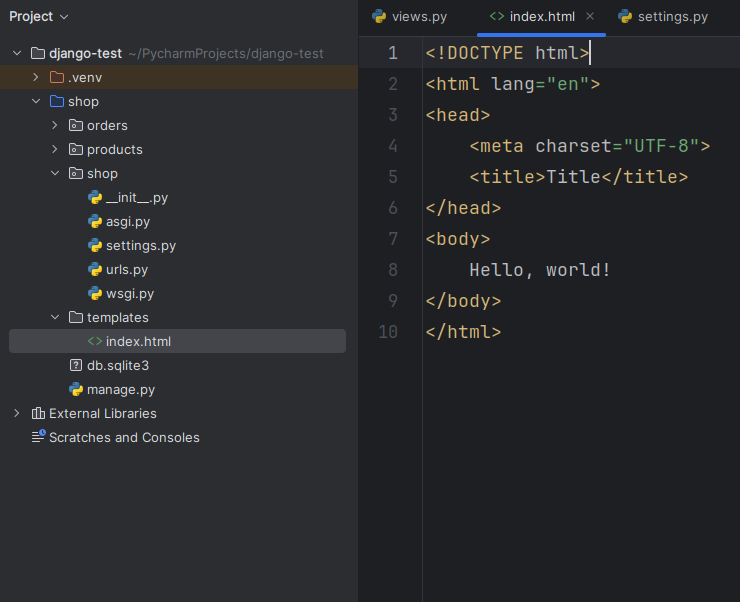 Project
django-test ~/PycharmProjects/django-test
.venv
shop
orders
products
shop
__init__.py
asgi.py
settings.py
urls.py
wsgi.py
templates
<> index.html
? db.sqlite3
manage.py
External Libraries
Scratches and Consoles
views.py <> index.html × settings.py
1 <!DOCTYPE html>
2 <html lang="en">
3 <head>
4     <meta charset="UTF-8">
5     <title>Title</title>
6 </head>
7 <body>
8     Hello, world!
9 </body>
10 </html>